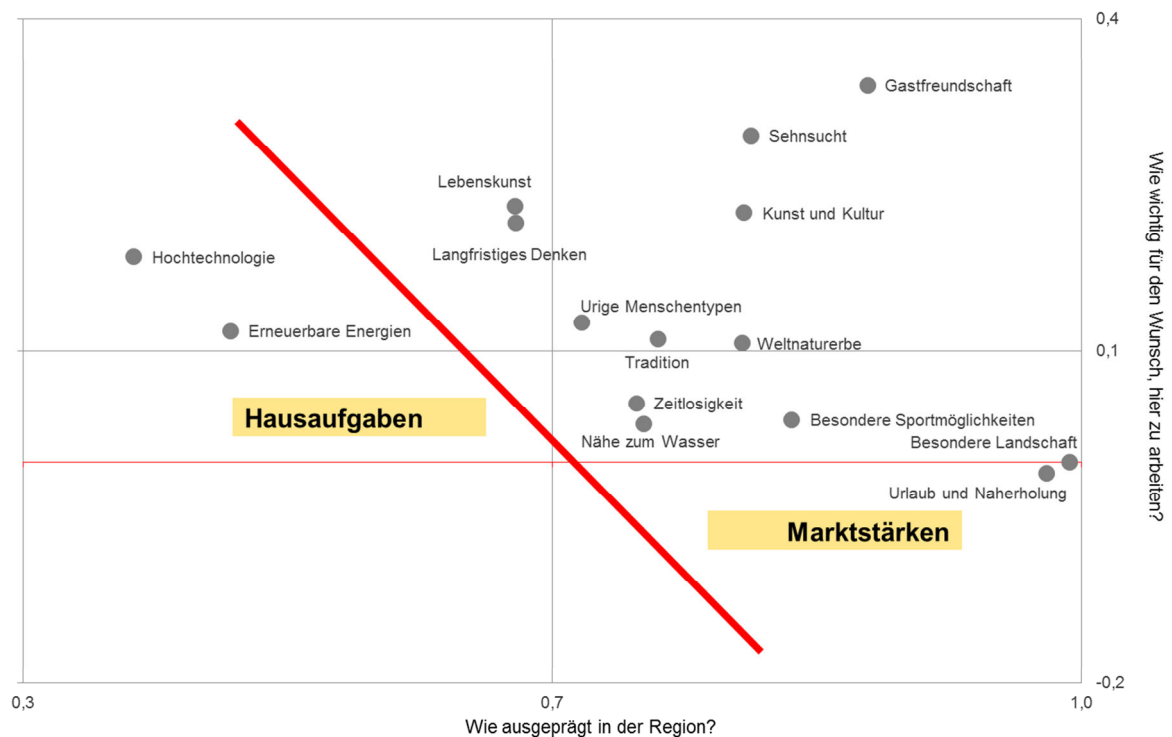 0,4
Gastfreundschaft
Sehnsucht
Lebenskunst
Kunst und Kultur
Langfristiges Denken
Hochtechnologie
Urige Menschentypen
Erneuerbare Energien
Weltnaturerbe
0,1
Tradition
Zeitlosigkeit
Hausaufgaben
Besondere Sportmöglichkeiten
Nähe zum Wasser
Besondere Landschaft
Urlaub und Naherholung
Marktstärken
-0,2
0,3
0,7
1,0
Wie ausgeprägt in der Region?
Wie wichtig für den Wunsch, hier zu arbeiten?